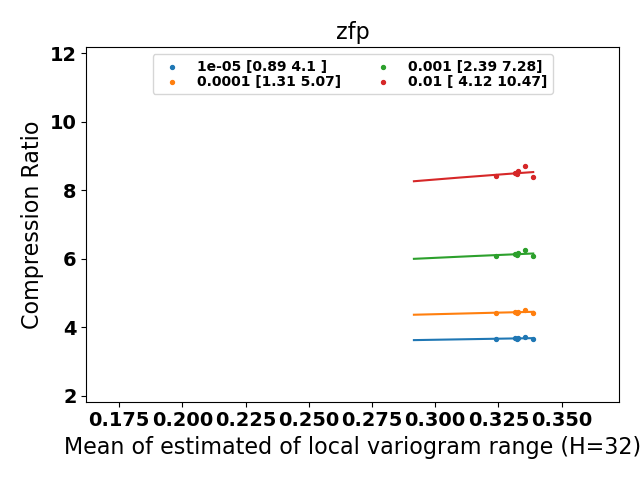 zfp
1e-05 [0.89 4.1 ]
0.0001 [1.31 5.07]
0.001 [2.39 7.28]
0.01 [ 4.12 10.47]
Compression Ratio
12
10
8
6
4
2
0.175 0.200 0.225 0.250 0.275 0.300 0.325 0.350
Mean of estimated of local variogram range (H=32)